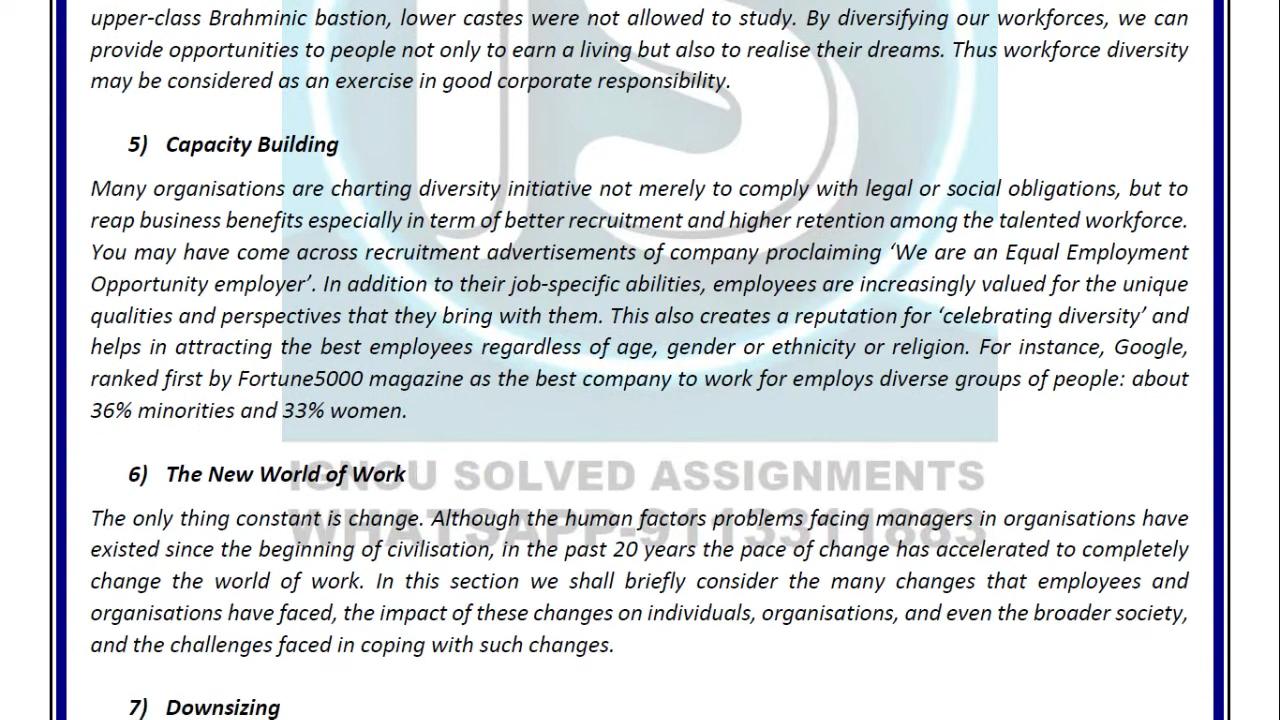 upper-class Brahminic bastion, lower castes were not allowed to study. By diversifying our workforces, we can
provide opportunities to people not only to earn a living but also to realise their dreams. Thus workforce diversity
may be considered as an exercise in good corporate responsibility.
5) Capacity Building
Many organisations are charting diversity initiative not merely to comply with legal or social obligations, but to
reap business benefits especially in term of better recruitment and higher retention among the talented workforce.
You may have come across recruitment advertisements of company proclaiming ‘We are an Equal Employment
Opportunity employer’. In addition to their job-specific abilities, employees are increasingly valued for the unique
qualities and perspectives that they bring with them. This also creates a reputation for ‘celebrating diversity’ and
helps in attracting the best employees regardless of age, gender or ethnicity or religion. For instance, Google,
ranked first by Fortune5000 magazine as the best company to work for employs diverse groups of people: about
36% minorities and 33% women.
6) The New World of Work
IGNOU SOLVED ASSIGNMENTS
The only thing constant is change. Although the human factors problems facing managers in organisations have
WHATSAPP-9113311883
existed since the beginning of civilisation, in the past 20 years the pace of change has accelerated to completely
change the world of work. In this section we shall briefly consider the many changes that employees and
organisations have faced, the impact of these changes on individuals, organisations, and even the broader society,
and the challenges faced in coping with such changes.
7) Downsizing